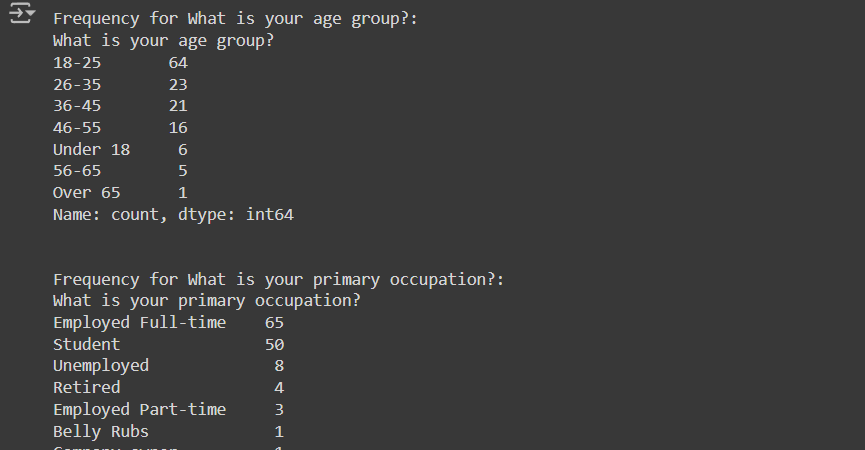 Frequency for What is your age group?:
What is your age group?
18-25 64
26-35 23
36-45 21
46-55 16
Under 18 6
56-65 5
Over 65 1
Name: count, dtype: int64
Frequency for What is your primary occupation?:
What is your primary occupation?
Employed Full-time 65
Student 50
Unemployed 8
Retired 4
Employed Part-time 3
Belly Rubs 1